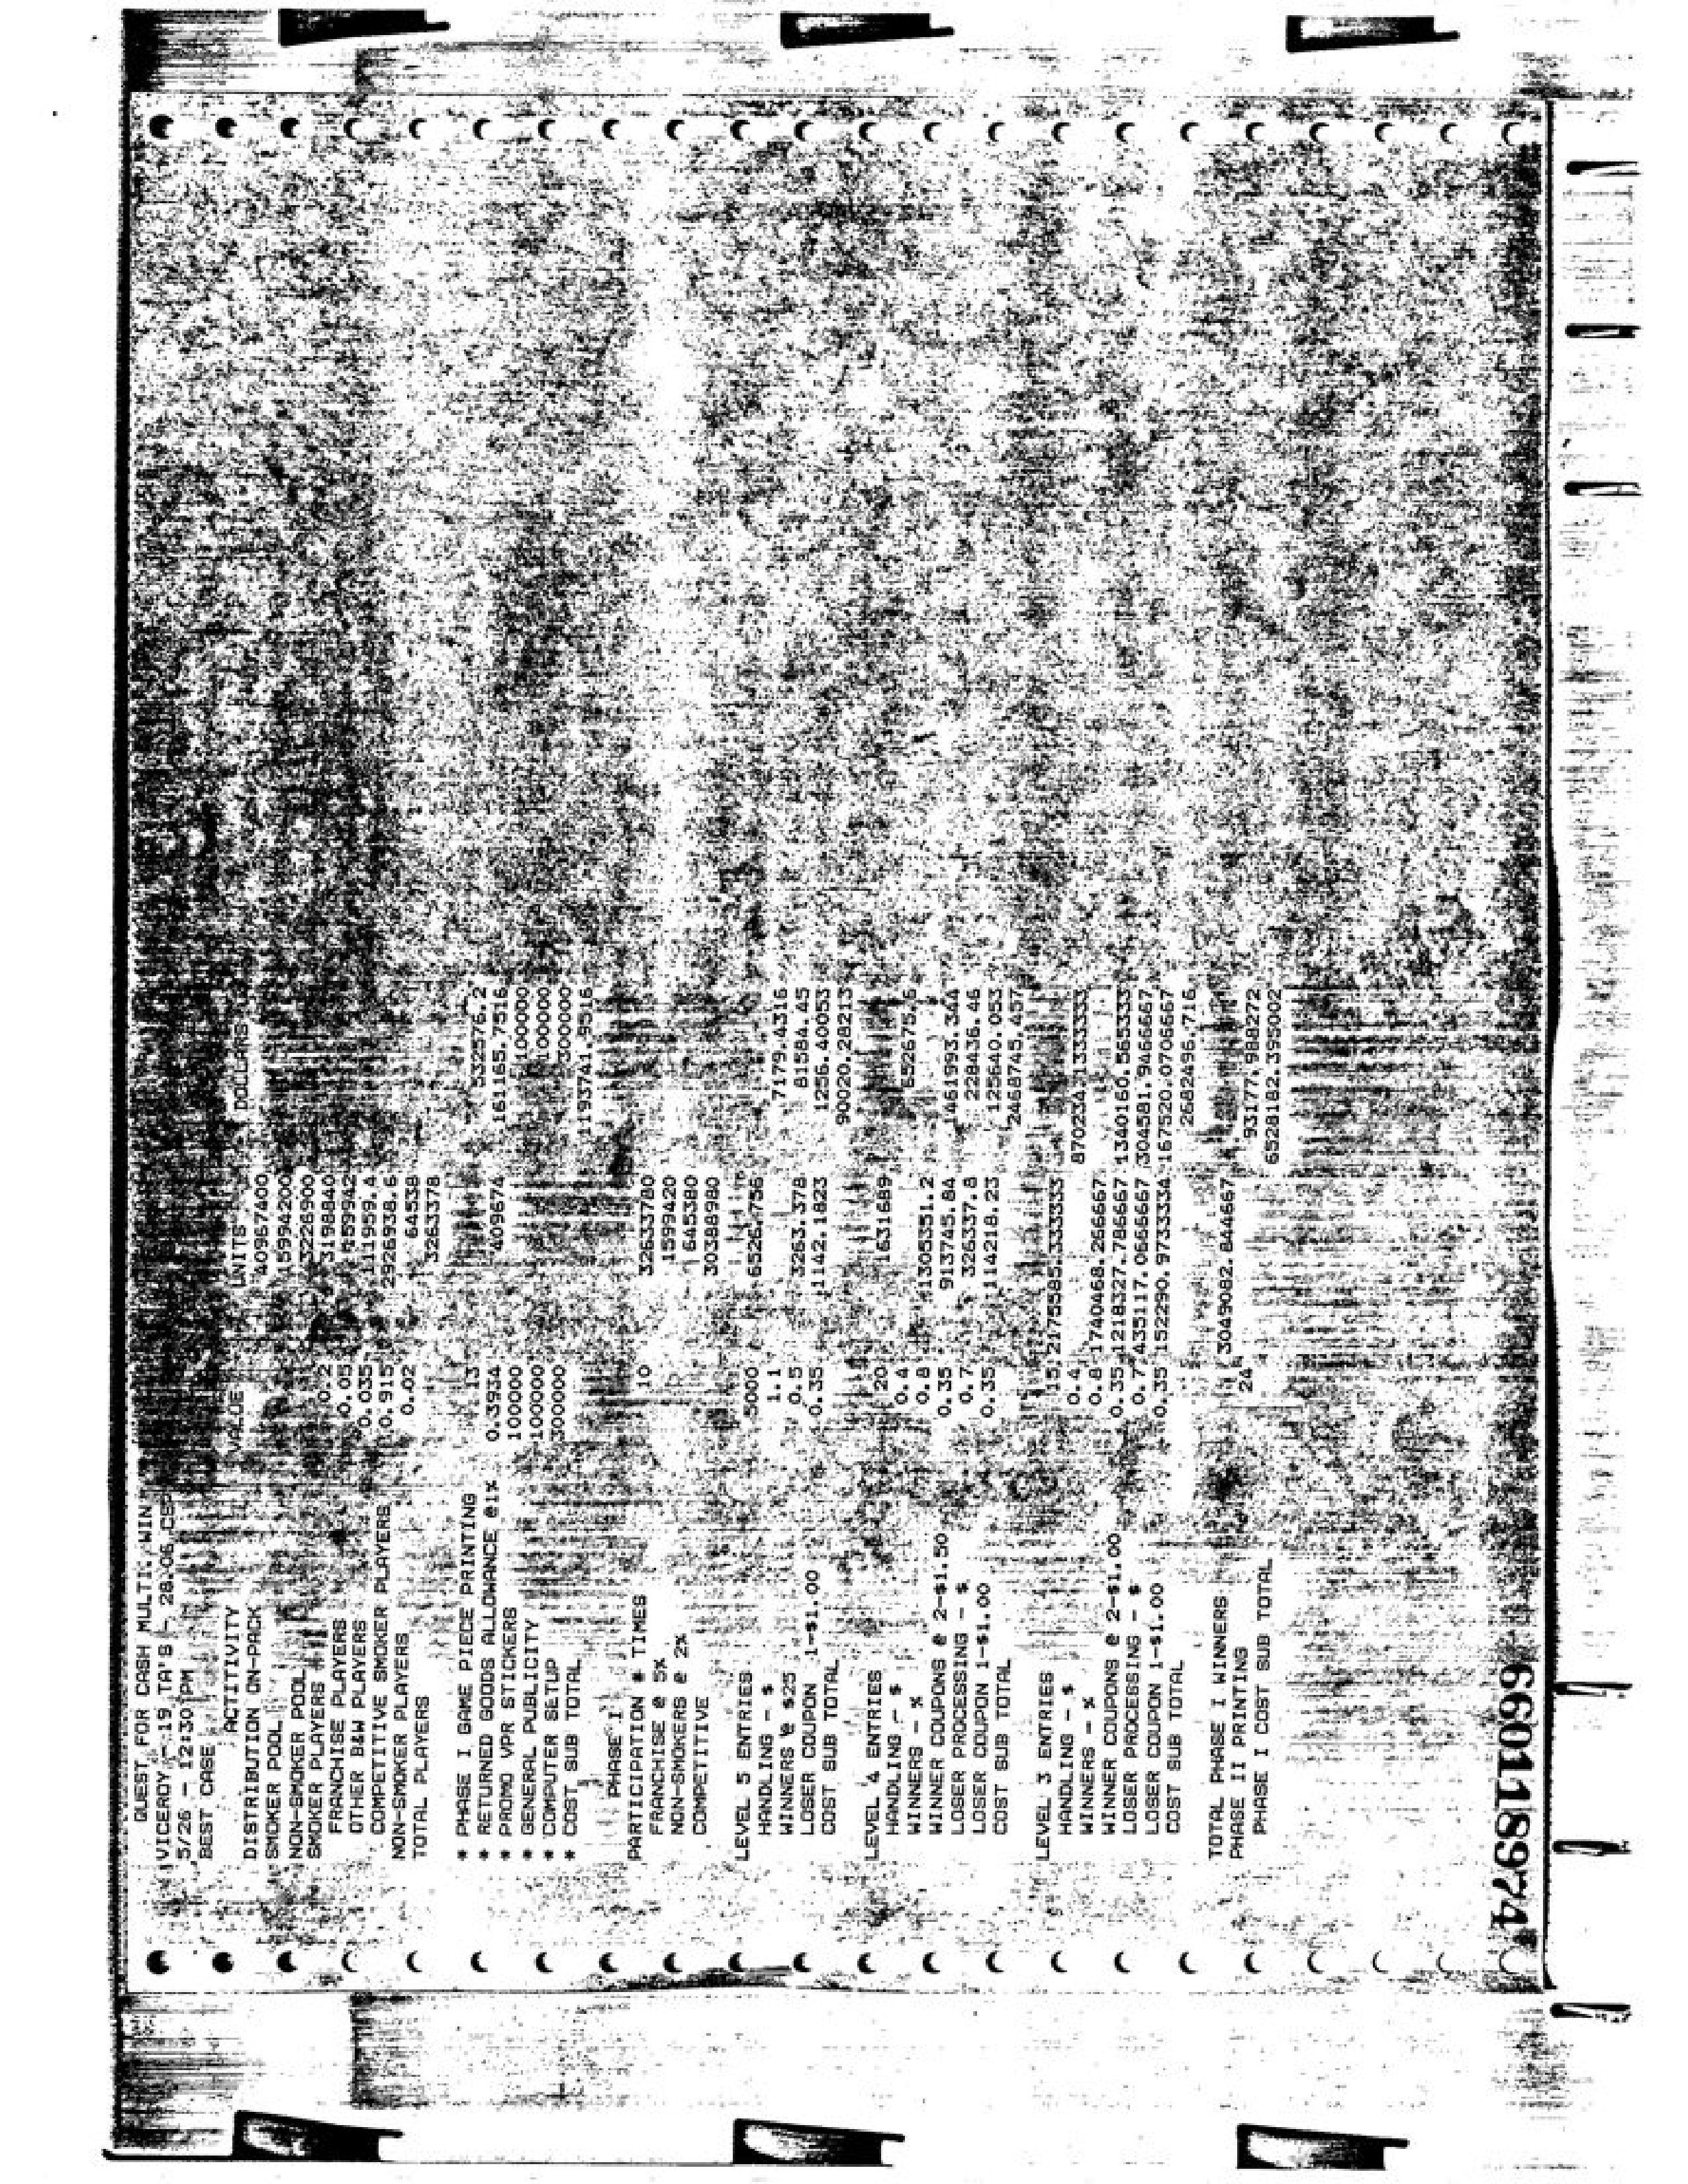 QUEST FOR CASH MULTI. WIN
VICEROY - 19 TA'S - 28.06 CSP
5/26 - 12:30 PM
BEST CASE
ACTITIVITY VALUE UNITS DOLLARS
DISTRIBUTION ON-PACK 40967400
SMOKER POOL 15994200
NON-SMOKER POOL 3226900
SMOKER PLAYERS 0.2 3198840
FRANCHISE PLAYERS 0.05 159942
OTHER B&W PLAYERS 0.035 111959.4
COMPETITIVE SMOKER PLAYERS 0.915 2926938.6
NON-SMOKER PLAYERS 0.02 64538
TOTAL PLAYERS 3263378
* PHASE I GAME PIECE PRINTING 13 532576.2
* RETURNED GOODS ALLOWANCE @1% 0.3934 409674 161165.7516
* PROMO VPR STICKERS 100000 100000
* GENERAL PUBLICITY 100000 100000
* COMPUTER SETUP 300000 300000
* COST SUB TOTAL 1193741.9516
PHASE I
PARTICIPATION # TIMES 10 32633780
FRANCHISE @ 5% 1599420
NON-SMOKERS @ 2% 645380
COMPETITIVE 30388980
LEVEL 5 ENTRIES 5000 6526.756
HANDLING - $ 1.1 7179.4316
WINNERS @ $25 0.5 3263.378 81584.45
LOSER COUPON 1-$1.00 0.35 1142.1823 1256.40053
COST SUB TOTAL 90020.28213
LEVEL 4 ENTRIES 20 1631689
HANDLING - $ 0.4 652675.6
WINNERS - % 0.8 1305351.2
WINNER COUPONS @ 2-$1.50 0.35 913745.84 1461993.344
LOSER PROCESSING - $ 0.7 326337.8 228436.46
LOSER COUPON 1-$1.00 0.35 114218.23 125640.053
COST SUB TOTAL 2468745.457
LEVEL 3 ENTRIES 15 2175585.3333333
HANDLING - $ 0.4 870234.13333333
WINNERS - % 0.8 1740468.266667
WINNER COUPONS @ 2-$1.00 0.35 1218327.786667 1340160.565333
LOSER PROCESSING - $ 0.7 435117.0666667 304581.9466667
LOSER COUPON 1-$1.00 0.35 152290.9733334 167520.0706667
COST SUB TOTAL 2682496.716
TOTAL PHASE I WINNERS 3049082.844667
PHASE II PRINTING 24 93177.988272
PHASE I COST SUB TOTAL 6528182.395002
660118974